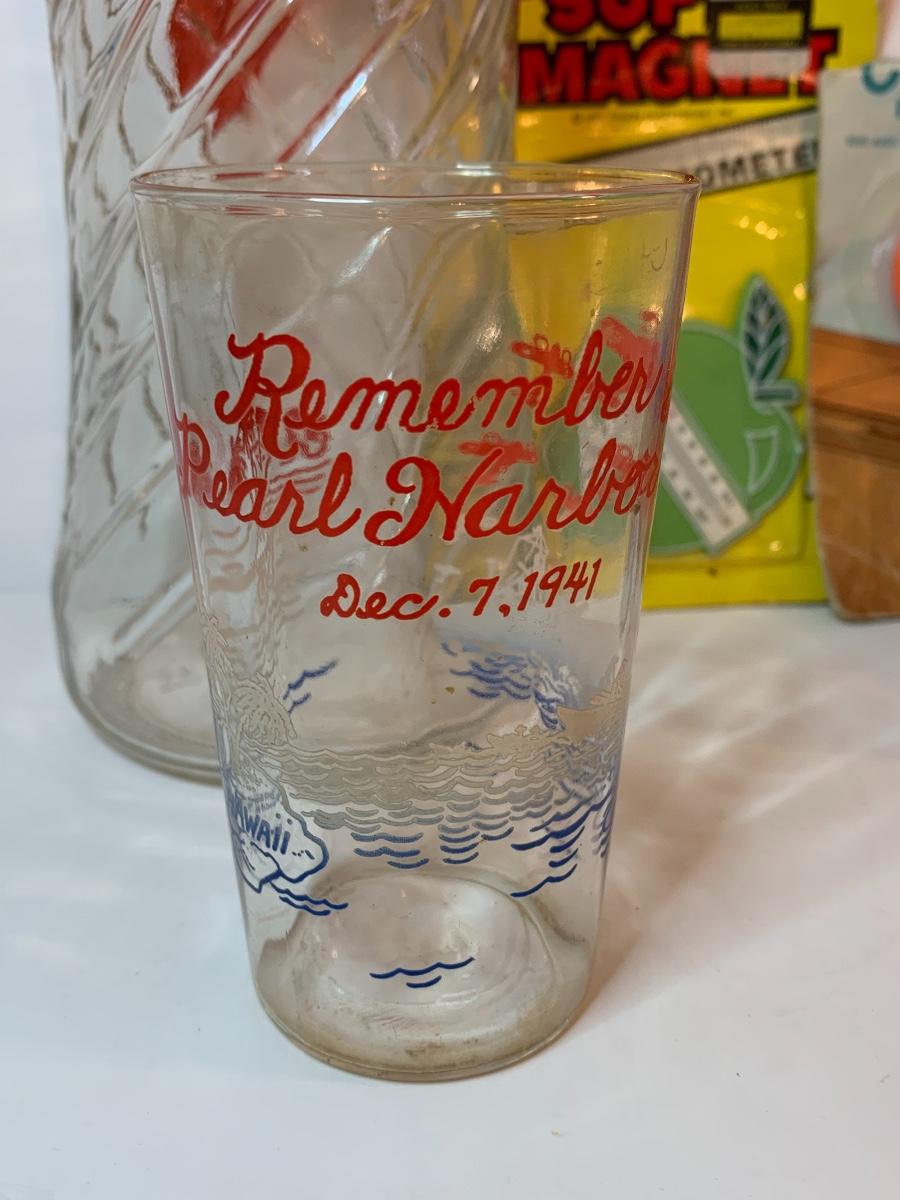 Remember
Pearl Harbor
Dec. 7, 1941
HAWAII
MAGNET